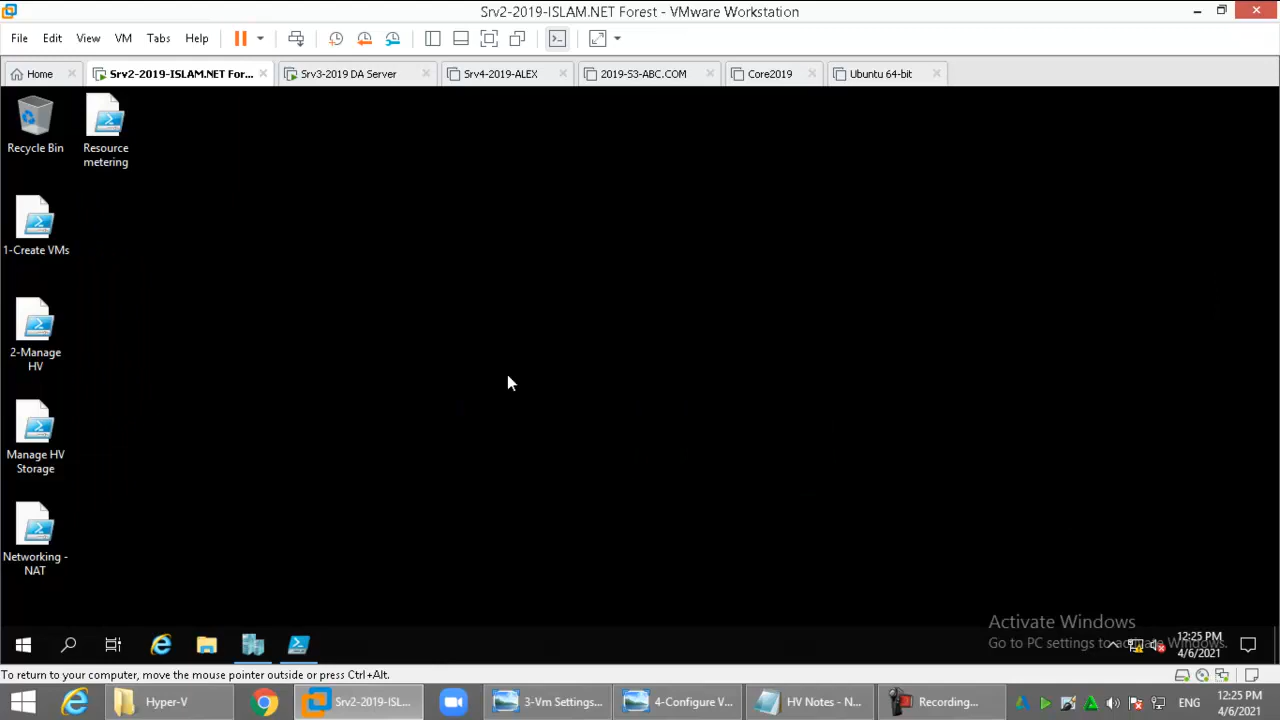 Srv2-2019-ISLAM.NET Forest - VMware Workstation
File Edit View VM Tabs Help
Home Srv2-2019-ISLAM.NET For... Srv3-2019 DA Server Srv4-2019-ALEX 2019-S3-ABC.COM Core2019 Ubuntu 64-bit
Recycle Bin
Resource
metering
1-Create VMs
2-Manage
HV
Manage HV
Storage
Networking -
NAT
Activate Windows
Go to PC settings to activate Windows.
12:25 PM
4/6/2021
To return to your computer, move the mouse pointer outside or press Ctrl+Alt.
Hyper-V Srv2-2019-ISL... 3-Vm Settings... 4-Configure V... HV Notes - N... Recording... ENG
12:25 PM
4/6/2021